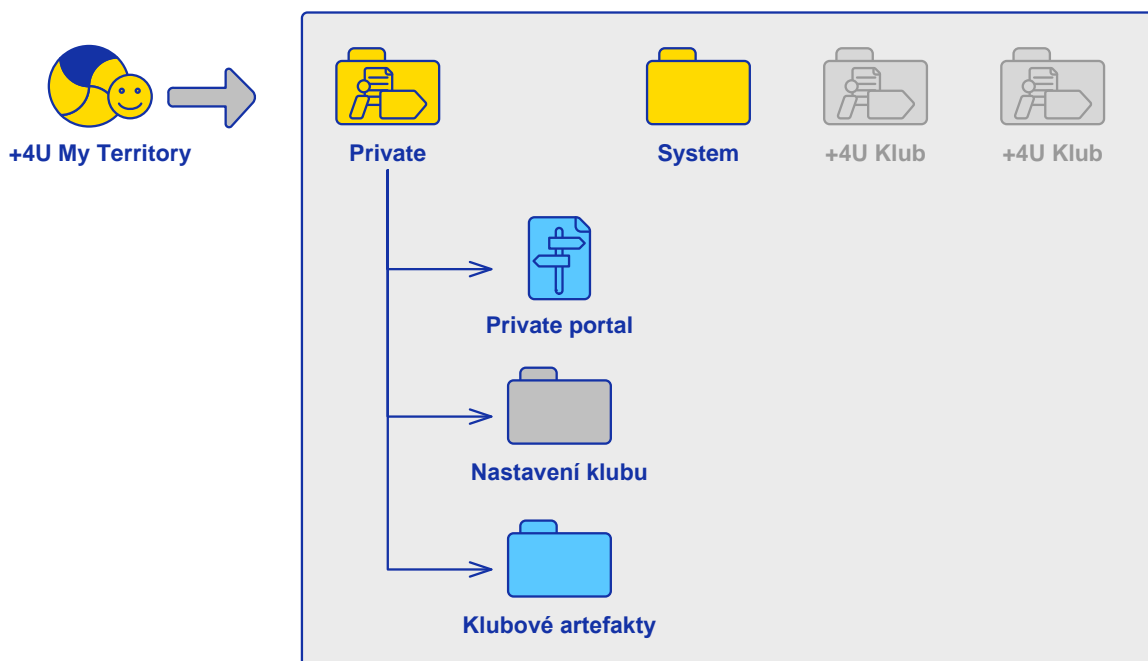 +4U My Territory
Private
System
+4U Klub
+4U Klub
Private portal
Nastavení klubu
Klubové artefakty